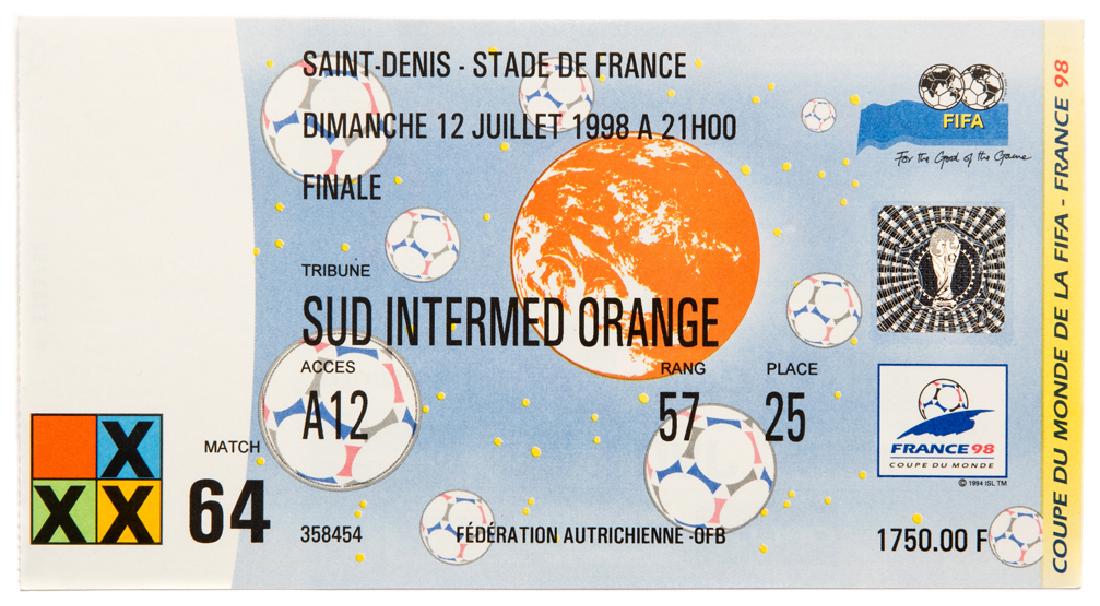 SAINT-DENIS - STADE DE FRANCE
DIMANCHE 12 JUILLET 1998 A 21H00
FINALE
TRIBUNE
SUD INTERMED ORANGE
ACCES
RANG
PLACE
A12
57
25
X
X X
MATCH
64
358454
FÉDÉRATION AUTRICHIENNE -OFB
1750.00 F
FIFA
For the Good of the Game
FRANCE 98
COUPE DU MONDE
© 1994 ISL TM
COUPE DU MONDE DE LA FIFA - FRANCE 98